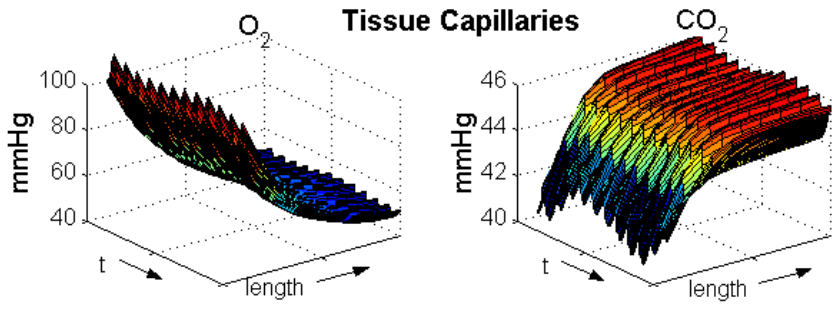 Tissue Capillaries
O2
100
80
60
40
mmHg
t
length
CO2
46
44
42
40
mmHg
t
length